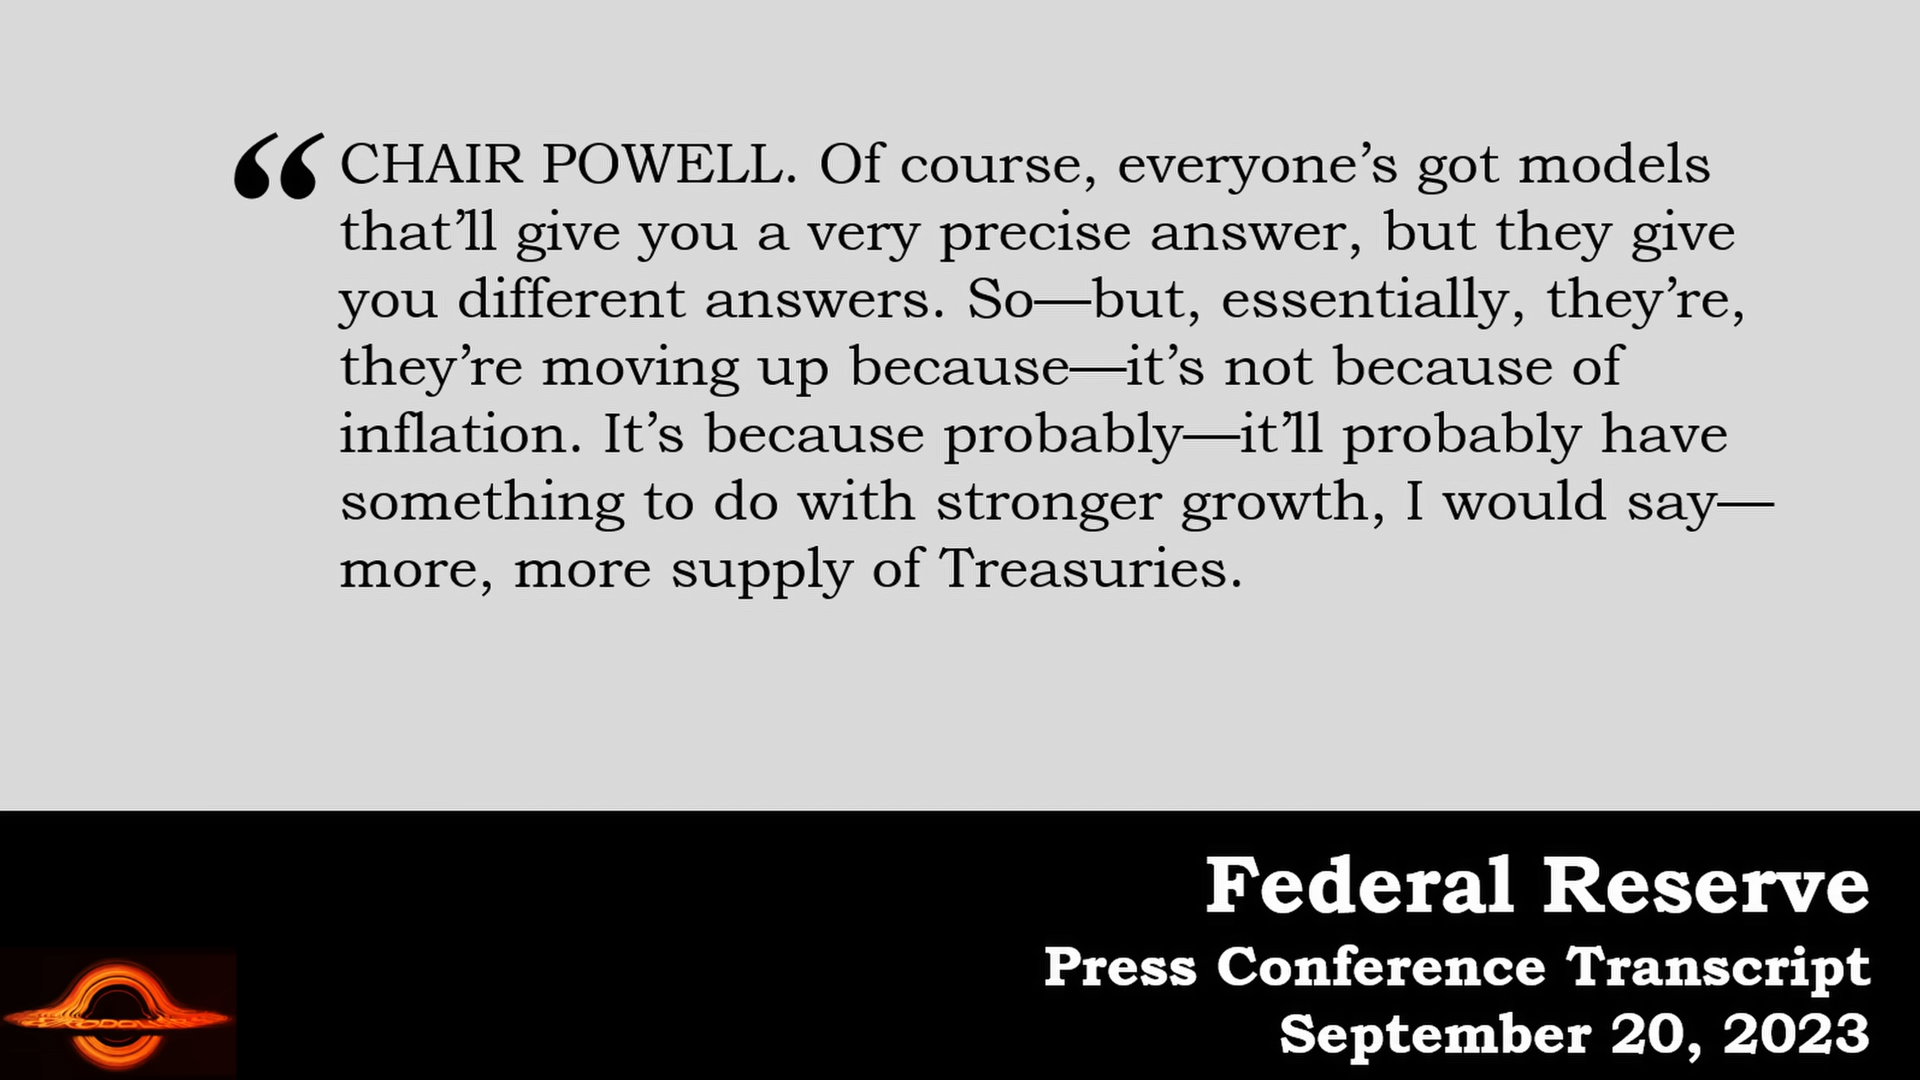 “CHAIR POWELL. Of course, everyone’s got models
that’ll give you a very precise answer, but they give
you different answers. So—but, essentially, they’re,
they’re moving up because—it’s not because of
inflation. It’s because probably—it’ll probably have
something to do with stronger growth, I would say—
more, more supply of Treasuries.
Federal Reserve
Press Conference Transcript
September 20, 2023